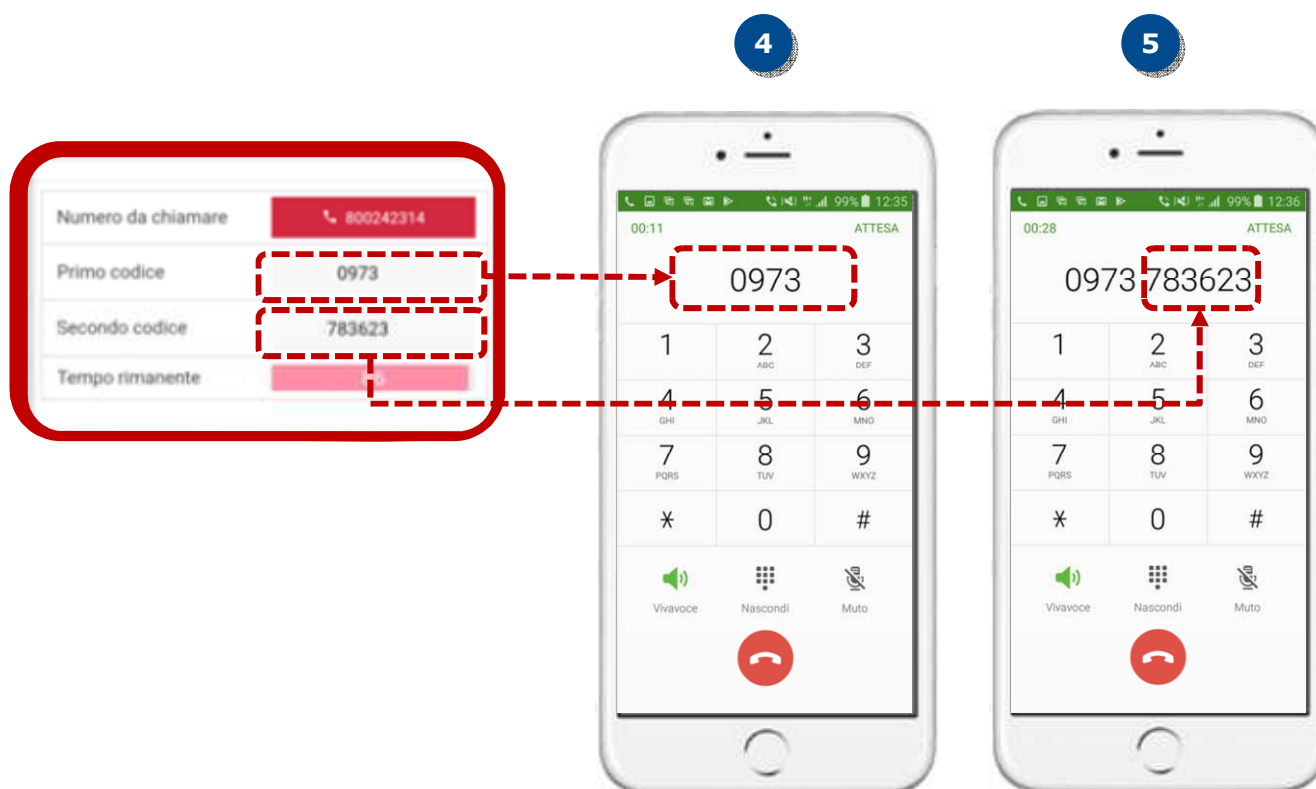 4
5
Numero da chiamare 800242314
Primo codice 0973
Secondo codice 783623
Tempo rimanente
99% 12:35
00:11 ATTESA
0973
1 2 3
ABC DEF
4 5 6
GHI JKL MNO
7 8 9
PQRS TUV WXYZ
* 0 #
Vivavoce Nascondi Muto
99% 12:36
00:28 ATTESA
0973 783623
1 2 3
ABC DEF
4 5 6
GHI JKL MNO
7 8 9
PQRS TUV WXYZ
* 0 #
Vivavoce Nascondi Muto